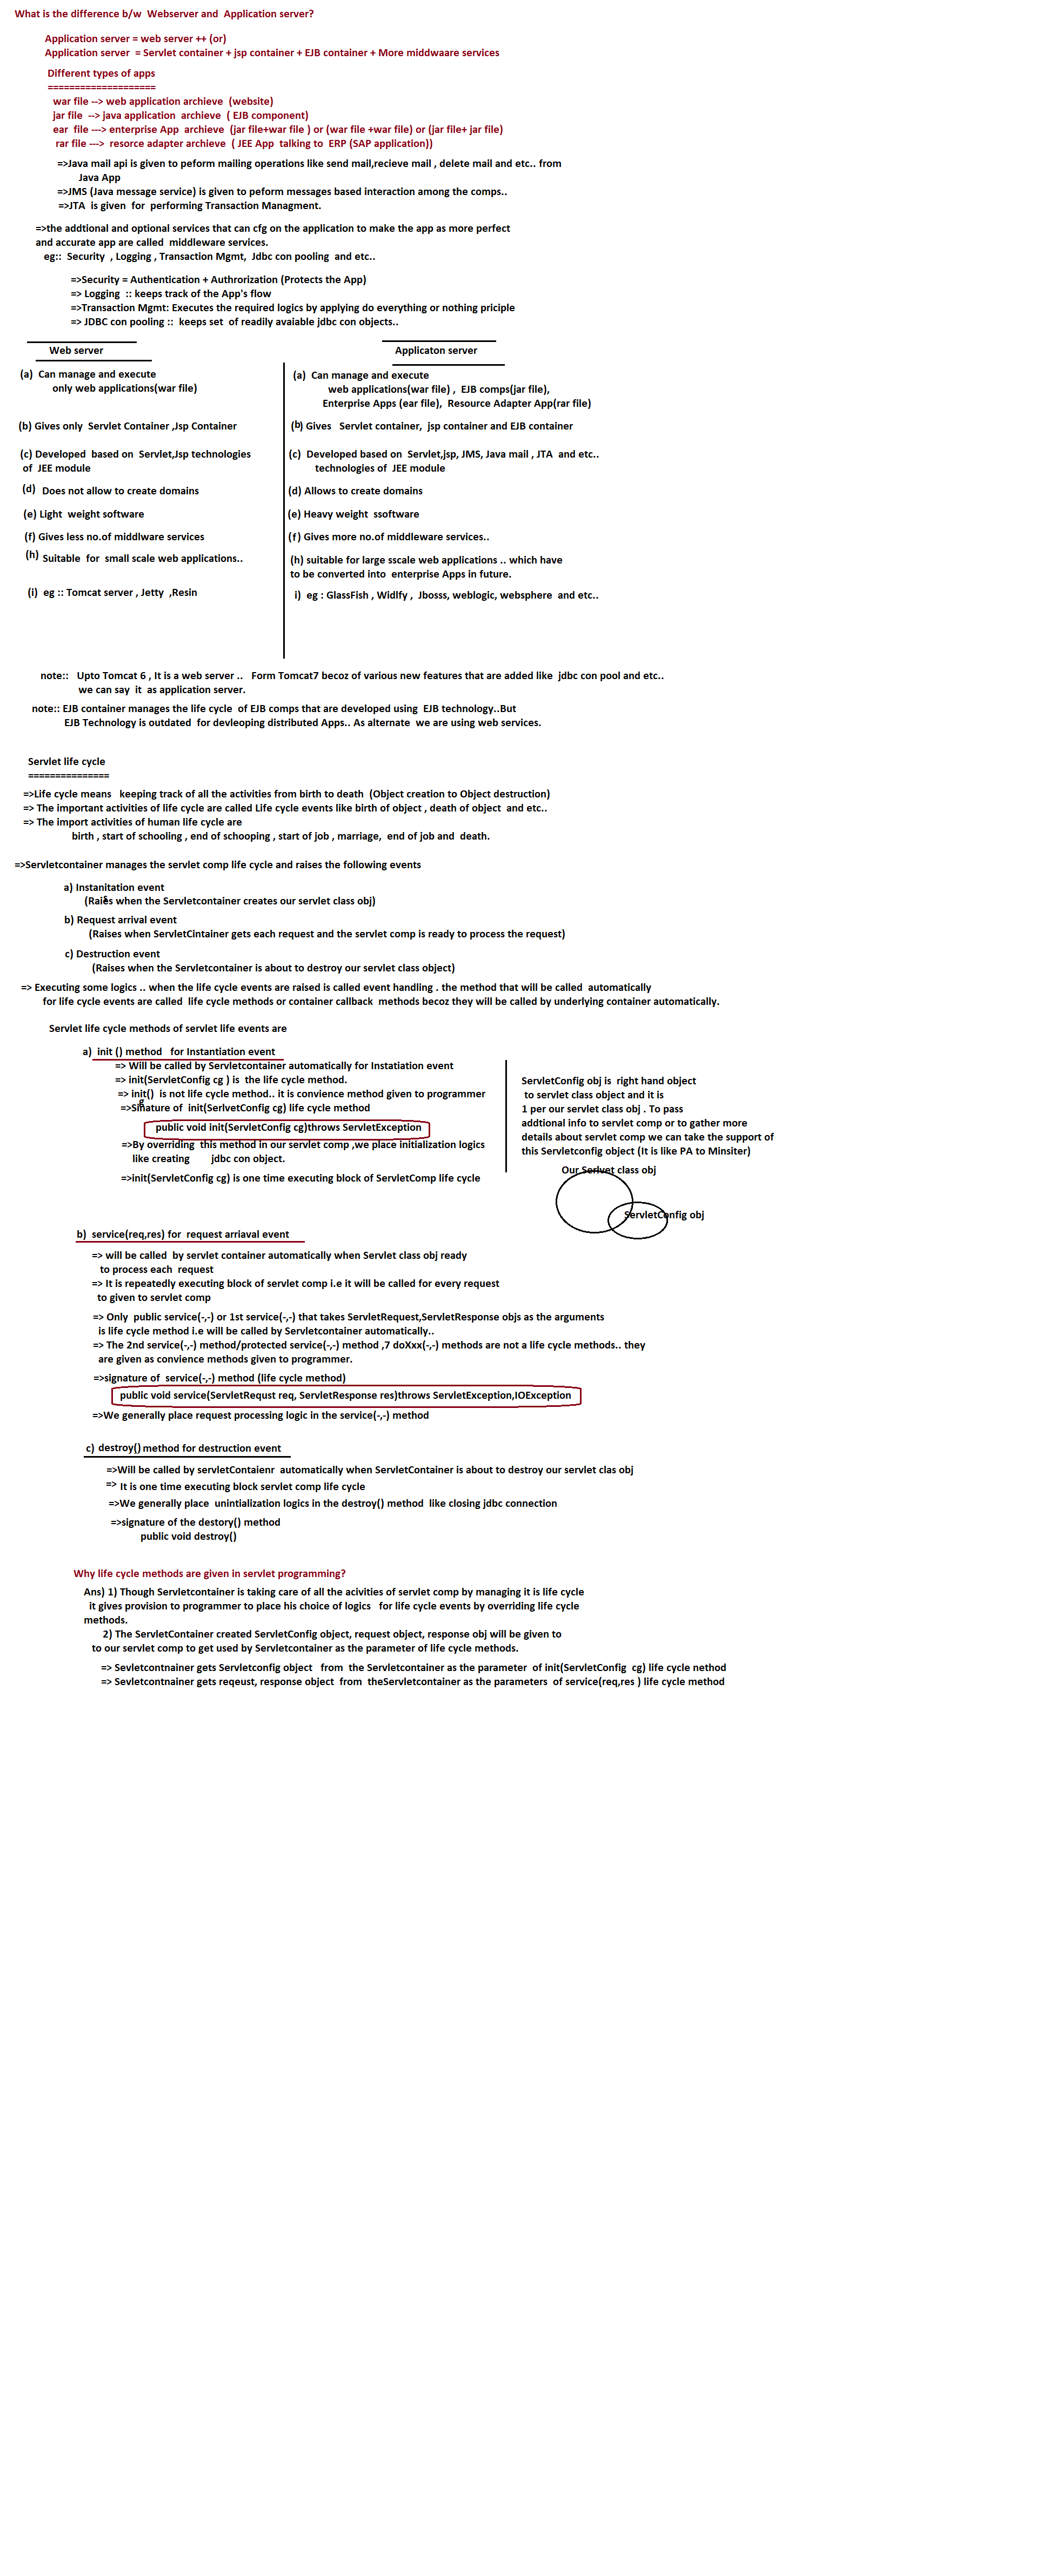 What is the difference b/w  Webserver and  Application server?
Application server = web server ++ (or)
Application server  = Servlet container + jsp container + EJB container + More middwaare services
Different types of apps
====================
war file --> web application archieve  (website)
jar file  --> java application  archieve  ( EJB component)
ear  file ---> enterprise App  archieve  (jar file+war file ) or (war file +war file) or (jar file+ jar file)
rar file --->  resorce adapter archieve  ( JEE App  talking to  ERP (SAP application))
=>Java mail api is given to peform mailing operations like send mail,recieve mail , delete mail and etc.. from
Java App
=>JMS (Java message service) is given to peform messages based interaction among the comps..
=>JTA  is given  for  performing Transaction Managment.
=>the addtional and optional services that can cfg on the application to make the app as more perfect
and accurate app are called  middleware services.
eg::  Security  , Logging , Transaction Mgmt,  Jdbc con pooling  and etc..
=>Security = Authentication + Authrorization (Protects the App)
=> Logging  :: keeps track of the App's flow
=>Transaction Mgmt: Executes the required logics by applying do everything or nothing priciple
=> JDBC con pooling ::  keeps set  of readily avaiable jdbc con objects..
Web server
(a)  Can manage and execute
only web applications(war file)
(b) Gives only  Servlet Container ,Jsp Container
(c) Developed  based on  Servlet,Jsp technologies
of  JEE module
(d)  Does not allow to create domains
(e) Light  weight software
(f) Gives less no.of middlware services
(h) Suitable  for  small scale web applications..
(i)  eg :: Tomcat server , Jetty  ,Resin
Applicaton server
(a)  Can manage and execute
web applications(war file) ,  EJB comps(jar file),
Enterprise Apps (ear file),  Resource Adapter App(rar file)
(b) Gives   Servlet container,  jsp container and EJB container
(c)  Developed based on  Servlet,jsp, JMS, Java mail , JTA  and etc..
technologies of  JEE module
(d) Allows to create domains
(e) Heavy weight  ssoftware
(f)  Gives more no.of middleware services..
(h) suitable for large sscale web applications .. which have
to be converted into  enterprise Apps in future.
i)  eg : GlassFish , Widlfy ,  Jbosss, weblogic, websphere  and etc..
note::   Upto Tomcat 6 , It is a web server ..   Form Tomcat7 becoz of various new features that are added like  jdbc con pool and etc..
we can say  it  as application server.
note:: EJB container manages the life cycle  of EJB comps that are developed using  EJB technology..But
EJB Technology is outdated  for devleoping distributed Apps.. As alternate  we are using web services.
Servlet life cycle
===============
=>Life cycle means   keeping track of all the activities from birth to death  (Object creation to Object destruction)
=> The important activities of life cycle are called Life cycle events like birth of object , death of object  and etc..
=> The import activities of human life cycle are
birth , start of schooling , end of schooping , start of job , marriage,  end of job and  death.
=>Servletcontainer manages the servlet comp life cycle and raises the following events
a) Instanitation event
(Raises when the Servletcontainer creates our servlet class obj)
b) Request arrival event
(Raises when ServletCintainer gets each request and the servlet comp is ready to process the request)
c) Destruction event
(Raises when the Servletcontainer is about to destroy our servlet class object)
=> Executing some logics .. when the life cycle events are raised is called event handling . the method that will be called  automatically
for life cycle events are called  life cycle methods or container callback  methods becoz they will be called by underlying container automatically.
Servlet life cycle methods of servlet life events are
a)  init () method   for Instantiation event
=> Will be called by Servletcontainer automatically for Instatiation event
=> init(ServletConfig cg ) is  the life cycle method.
=> init()  is not life cycle method.. it is convience method given to programmer
=>Signature of  init(SerlvetConfig cg) life cycle method
public void init(ServletConfig cg)throws ServletException
=>By overriding  this method in our servlet comp ,we place initialization logics
like creating        jdbc con object.
=>init(ServletConfig cg) is one time executing block of ServletComp life cycle
ServletConfig obj is  right hand object
to servlet class object and it is
1 per our servlet class obj . To pass
addtional info to servlet comp or to gather more
details about servlet comp we can take the support of
this Servletconfig object (It is like PA to Minsiter)
Our Serlvet class obj
ServletConfig obj
b)  service(req,res) for  request arriaval event
=> will be called  by servlet container automatically when Servlet class obj ready
to process each  request
=> It is repeatedly executing block of servlet comp i.e it will be called for every request
to given to servlet comp
=> Only  public service(-,-) or 1st service(-,-) that takes ServletRequest,ServletResponse objs as the arguments
is life cycle method i.e will be called by Servletcontainer automatically..
=> The 2nd service(-,-) method/protected service(-,-) method ,7 doXxx(-,-) methods are not a life cycle methods.. they
are given as convience methods given to programmer.
=>signature of  service(-,-) method (life cycle method)
public void service(ServletRequst req, ServletResponse res)throws ServletException,IOException
=>We generally place request processing logic in the service(-,-) method
c)  destroy() method for destruction event
=>Will be called by servletContaienr  automatically when ServletContainer is about to destroy our servlet clas obj
=> It is one time executing block servlet comp life cycle
=>We generally place  unintialization logics in the destroy() method  like closing jdbc connection
=>signature of the destory() method
public void destroy()
Why life cycle methods are given in servlet programming?
Ans) 1) Though Servletcontainer is taking care of all the acivities of servlet comp by managing it is life cycle
it gives provision to programmer to place his choice of logics   for life cycle events by overriding life cycle
methods.
2) The ServletContainer created ServletConfig object, request object, response obj will be given to
to our servlet comp to get used by Servletcontainer as the parameter of life cycle methods.
=> Sevletcontnainer gets Servletconfig object   from  the Servletcontainer as the parameter  of init(ServletConfig  cg) life cycle nethod
=> Sevletcontnainer gets reqeust, response object  from  theServletcontainer as the parameters  of service(req,res ) life cycle method